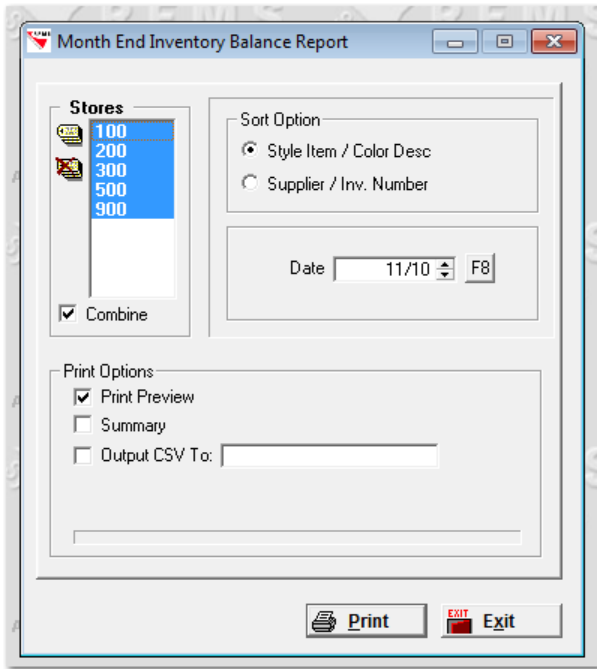 Month End Inventory Balance Report
Stores
100
200
300
500
900
Combine
Sort Option
Style Item / Color Desc
Supplier / Inv. Number
Date 11/10 F8
Print Options
Print Preview
Summary
Output CSV To:
Print
EXIT Exit